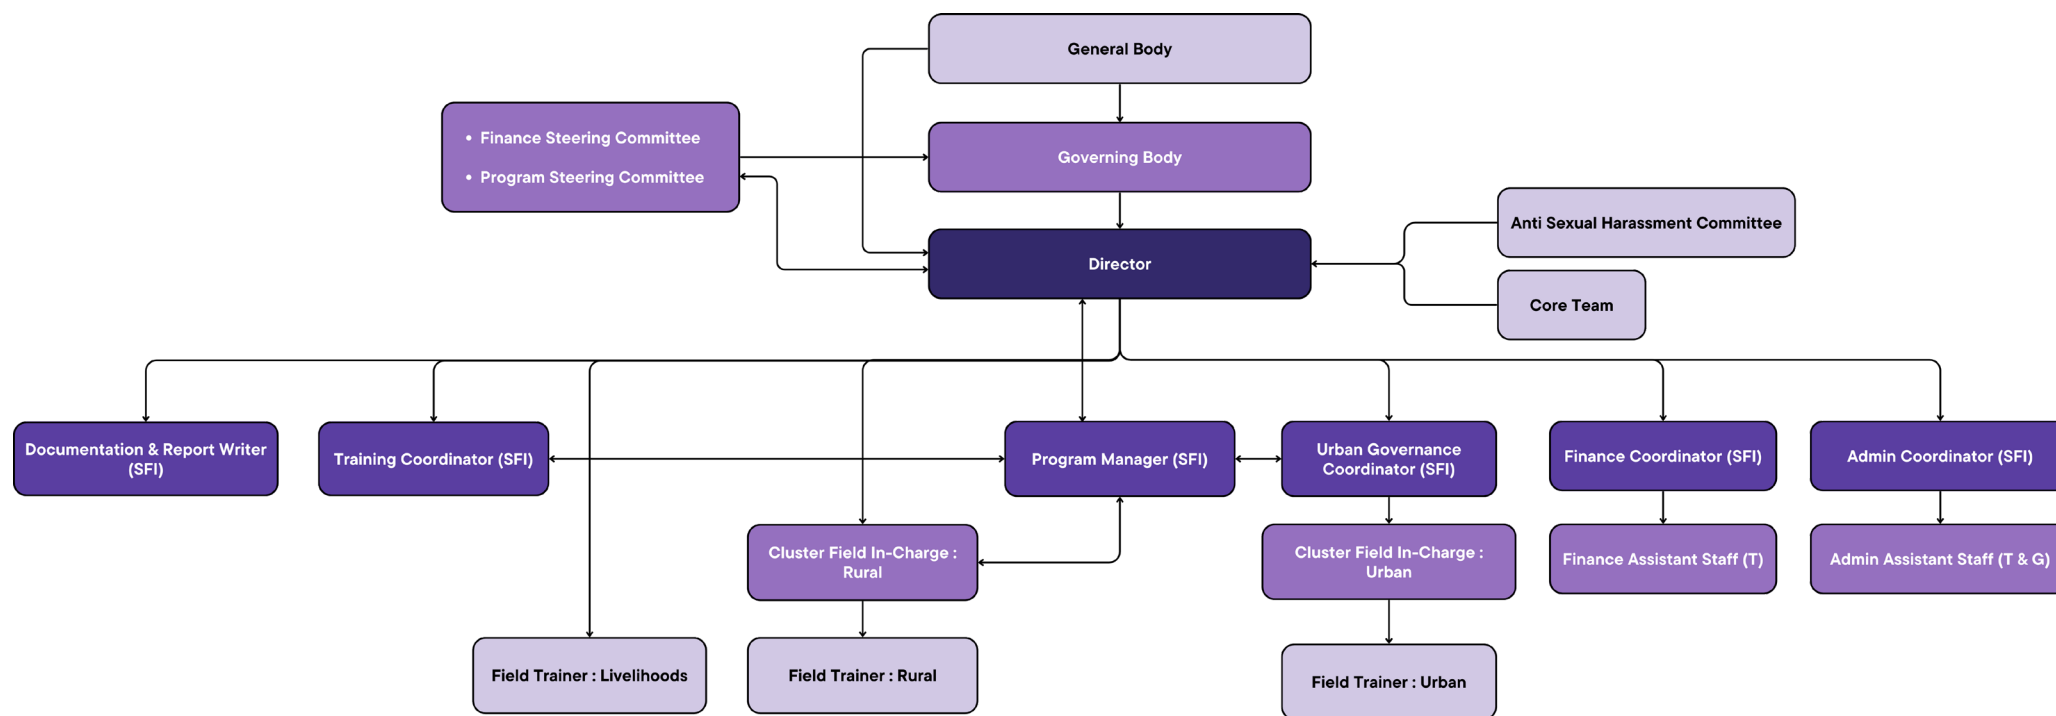 General Body
• Finance Steering Committee
• Program Steering Committee
Governing Body
Anti Sexual Harassment Committee
Director
Core Team
Documentation & Report Writer
(SFI)
Training Coordinator (SFI)
Program Manager (SFI)
Urban Governance
Coordinator (SFI)
Finance Coordinator (SFI)
Admin Coordinator (SFI)
Cluster Field In-Charge :
Rural
Cluster Field In-Charge :
Urban
Finance Assistant Staff (T)
Admin Assistant Staff (T & G)
Field Trainer : Livelihoods
Field Trainer : Rural
Field Trainer : Urban